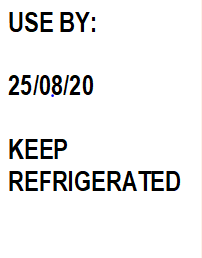 USE BY:
25/08/20
KEEP
REFRIGERATED